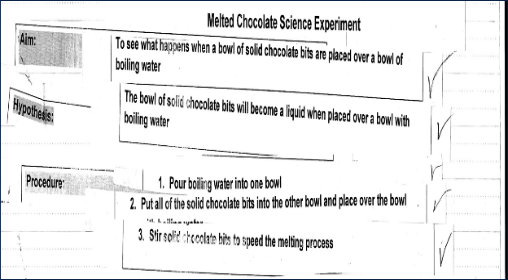 Melted Chocolate Science Experiment
Aim:
To see what happens when a bowl of solid chocolate bits are placed over a bowl of
boiling water
Hypothesis:
The bowl of solid chocolate bits will become a liquid when placed over a bowl with
boiling water
Procedure:
1. Pour boiling water into one bowl
2. Put all of the solid chocolate bits into the other bowl and place over the bowl
3. Stir solid chocolate bits to speed the melting process